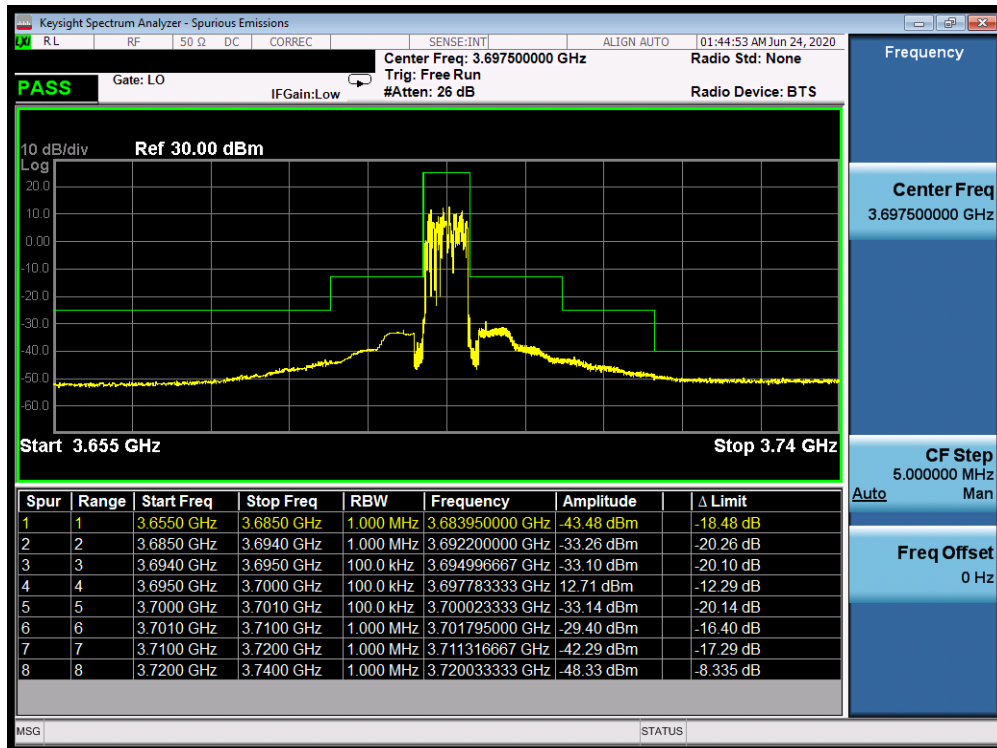 Keysight Spectrum Analyzer - Spurious Emissions
LXI RL RF 50 Ω DC CORREC SENSE:INT ALIGN AUTO 01:44:53 AM Jun 24, 2020
Center Freq: 3.697500000 GHz Radio Std: None
PASS Gate: LO Trig: Free Run
IFGain:Low #Atten: 26 dB Radio Device: BTS
Frequency
10 dB/div Ref 30.00 dBm
Log
20.0
10.0
0.00
-10.0
-20.0
-30.0
-40.0
-50.0
-60.0
Start 3.655 GHz Stop 3.74 GHz
Center Freq
3.697500000 GHz
CF Step
5.000000 MHz
Auto Man
Freq Offset
0 Hz
Spur Range Start Freq Stop Freq RBW Frequency Amplitude Δ Limit
1 1 3.6550 GHz 3.6850 GHz 1.000 MHz 3.683950000 GHz -43.48 dBm -18.48 dB
2 2 3.6850 GHz 3.6940 GHz 1.000 MHz 3.692200000 GHz -33.26 dBm -20.26 dB
3 3 3.6940 GHz 3.6950 GHz 100.0 kHz 3.694996667 GHz -33.10 dBm -20.10 dB
4 4 3.6950 GHz 3.7000 GHz 100.0 kHz 3.697783333 GHz 12.71 dBm -12.29 dB
5 5 3.7000 GHz 3.7010 GHz 100.0 kHz 3.700023333 GHz -33.14 dBm -20.14 dB
6 6 3.7010 GHz 3.7100 GHz 1.000 MHz 3.701795000 GHz -29.40 dBm -16.40 dB
7 7 3.7100 GHz 3.7200 GHz 1.000 MHz 3.711316667 GHz -42.29 dBm -17.29 dB
8 8 3.7200 GHz 3.7400 GHz 1.000 MHz 3.720033333 GHz -48.33 dBm -8.335 dB
MSG STATUS